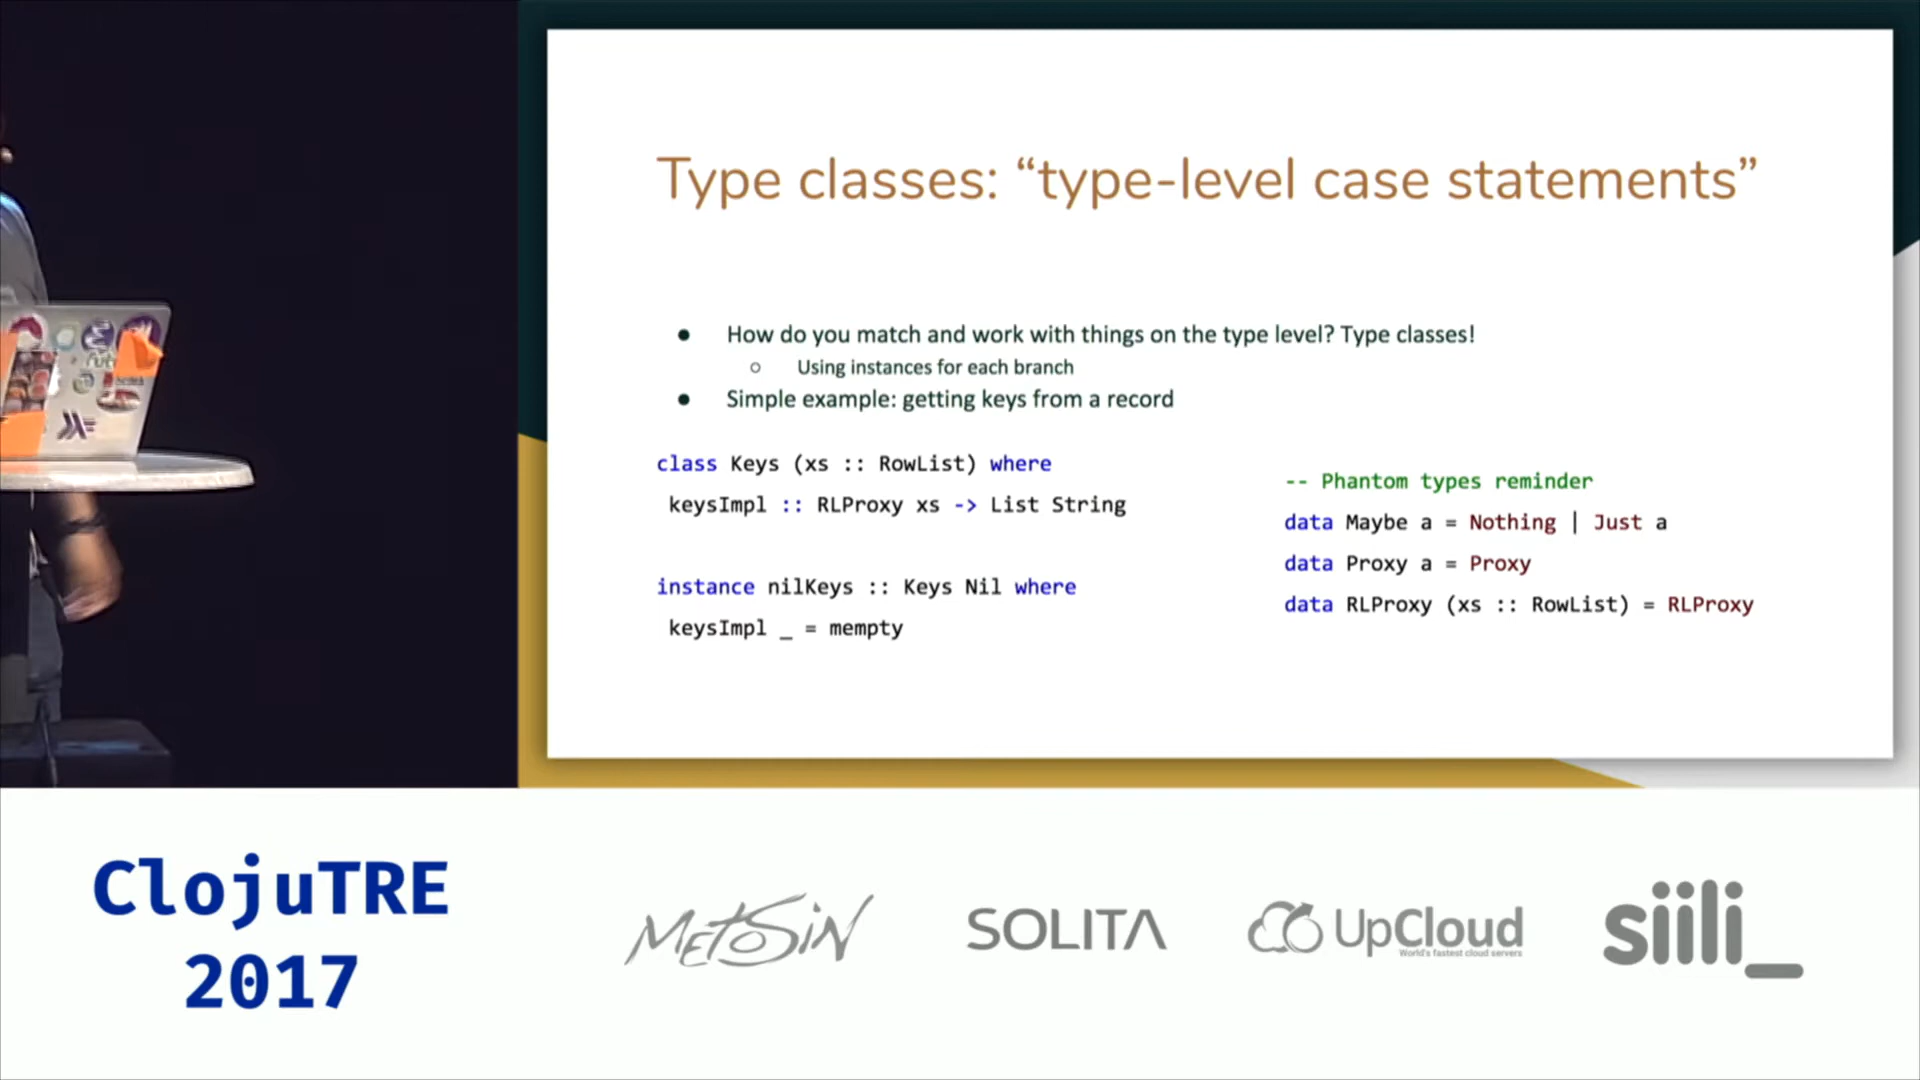 Type classes: “type-level case statements”
● How do you match and work with things on the type level? Type classes!
○ Using instances for each branch
● Simple example: getting keys from a record
class Keys (xs :: RowList) where
keysImpl :: RLProxy xs -> List String
instance nilKeys :: Keys Nil where
keysImpl _ = mempty
-- Phantom types reminder
data Maybe a = Nothing | Just a
data Proxy a = Proxy
data RLProxy (xs :: RowList) = RLProxy
ClojuTRE
2017
METOSIN
SOLITA
UpCloud
World's fastest cloud servers
siili_